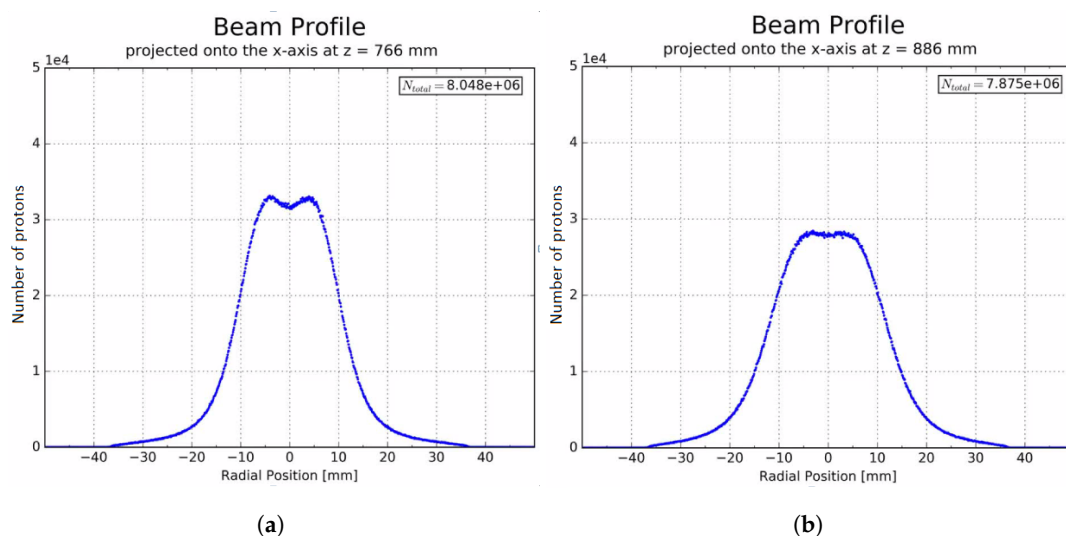 Beam Profile
projected onto the x-axis at z = 766 mm
1e4
5
4
3
2
1
0
Number of protons
N_total = 8.048e+06
−40 −30 −20 −10 0 10 20 30 40
Radial Position [mm]
(a)
Beam Profile
projected onto the x-axis at z = 886 mm
1e4
5
4
3
2
1
0
Number of protons
N_total = 7.875e+06
−40 −30 −20 −10 0 10 20 30 40
Radial Position [mm]
(b)